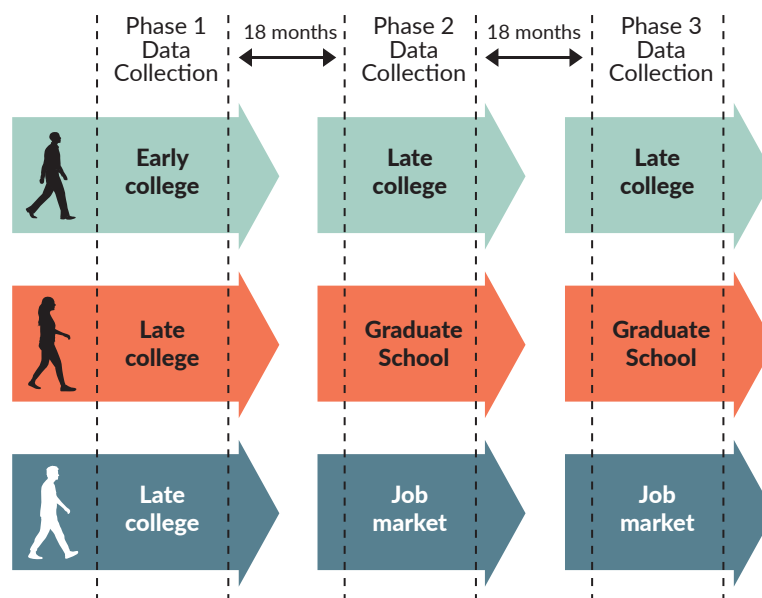 Phase 1
Data
Collection
18 months
Phase 2
Data
Collection
18 months
Phase 3
Data
Collection
Early
college
Late
college
Late
college
Late
college
Graduate
School
Graduate
School
Late
college
Job
market
Job
market